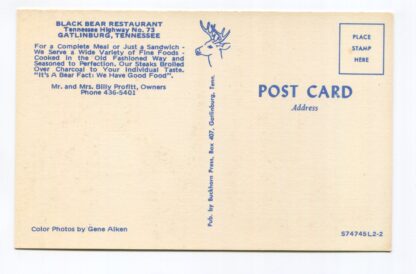 BLACK BEAR RESTAURANT
Tennessee Highway No. 73
GATLINBURG, TENNESSEE
For a Complete Meal or Just a Sandwich -
We Serve a Wide Variety of Fine Foods -
Cooked in the Old Fashioned Way and
Seasoned to Perfection. Our Steaks Broiled
Over Charcoal to Your Individual Taste.
"It's A Bear Fact: We Have Good Food".
Mr. and Mrs. Billy Proffitt, Owners
Phone 436-5401
Color Photos by Gene Aiken
Pub. by Buckhorn Press, Box 407, Gatlinburg, Tenn.
PLACE
STAMP
HERE
POST CARD
Address
S74745L2-2